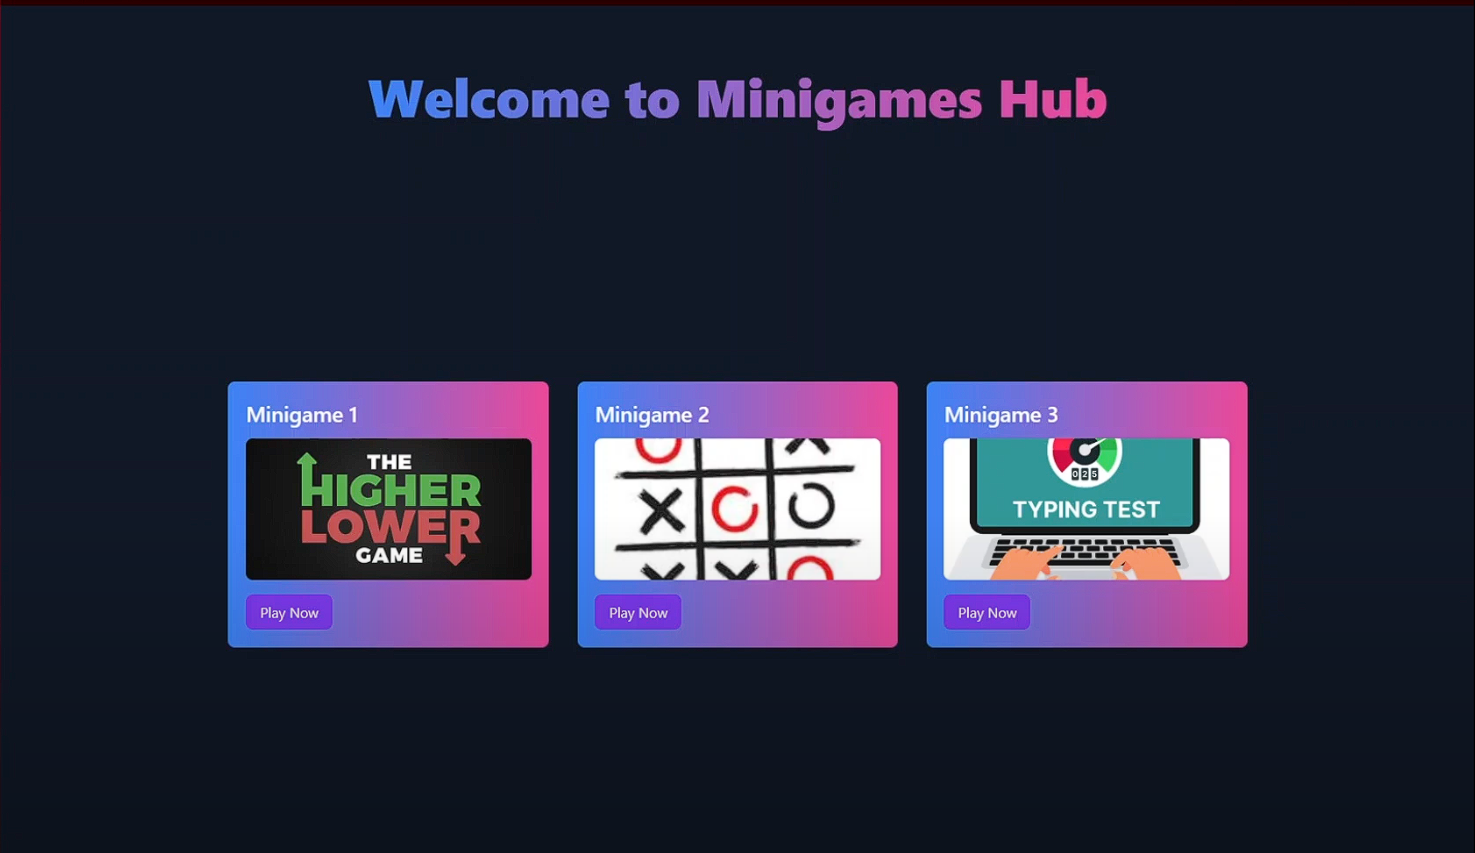 Welcome to Minigames Hub
Minigame 1
THE
HIGHER
LOWER
GAME
Play Now
Minigame 2
Play Now
Minigame 3
025
TYPING TEST
Play Now